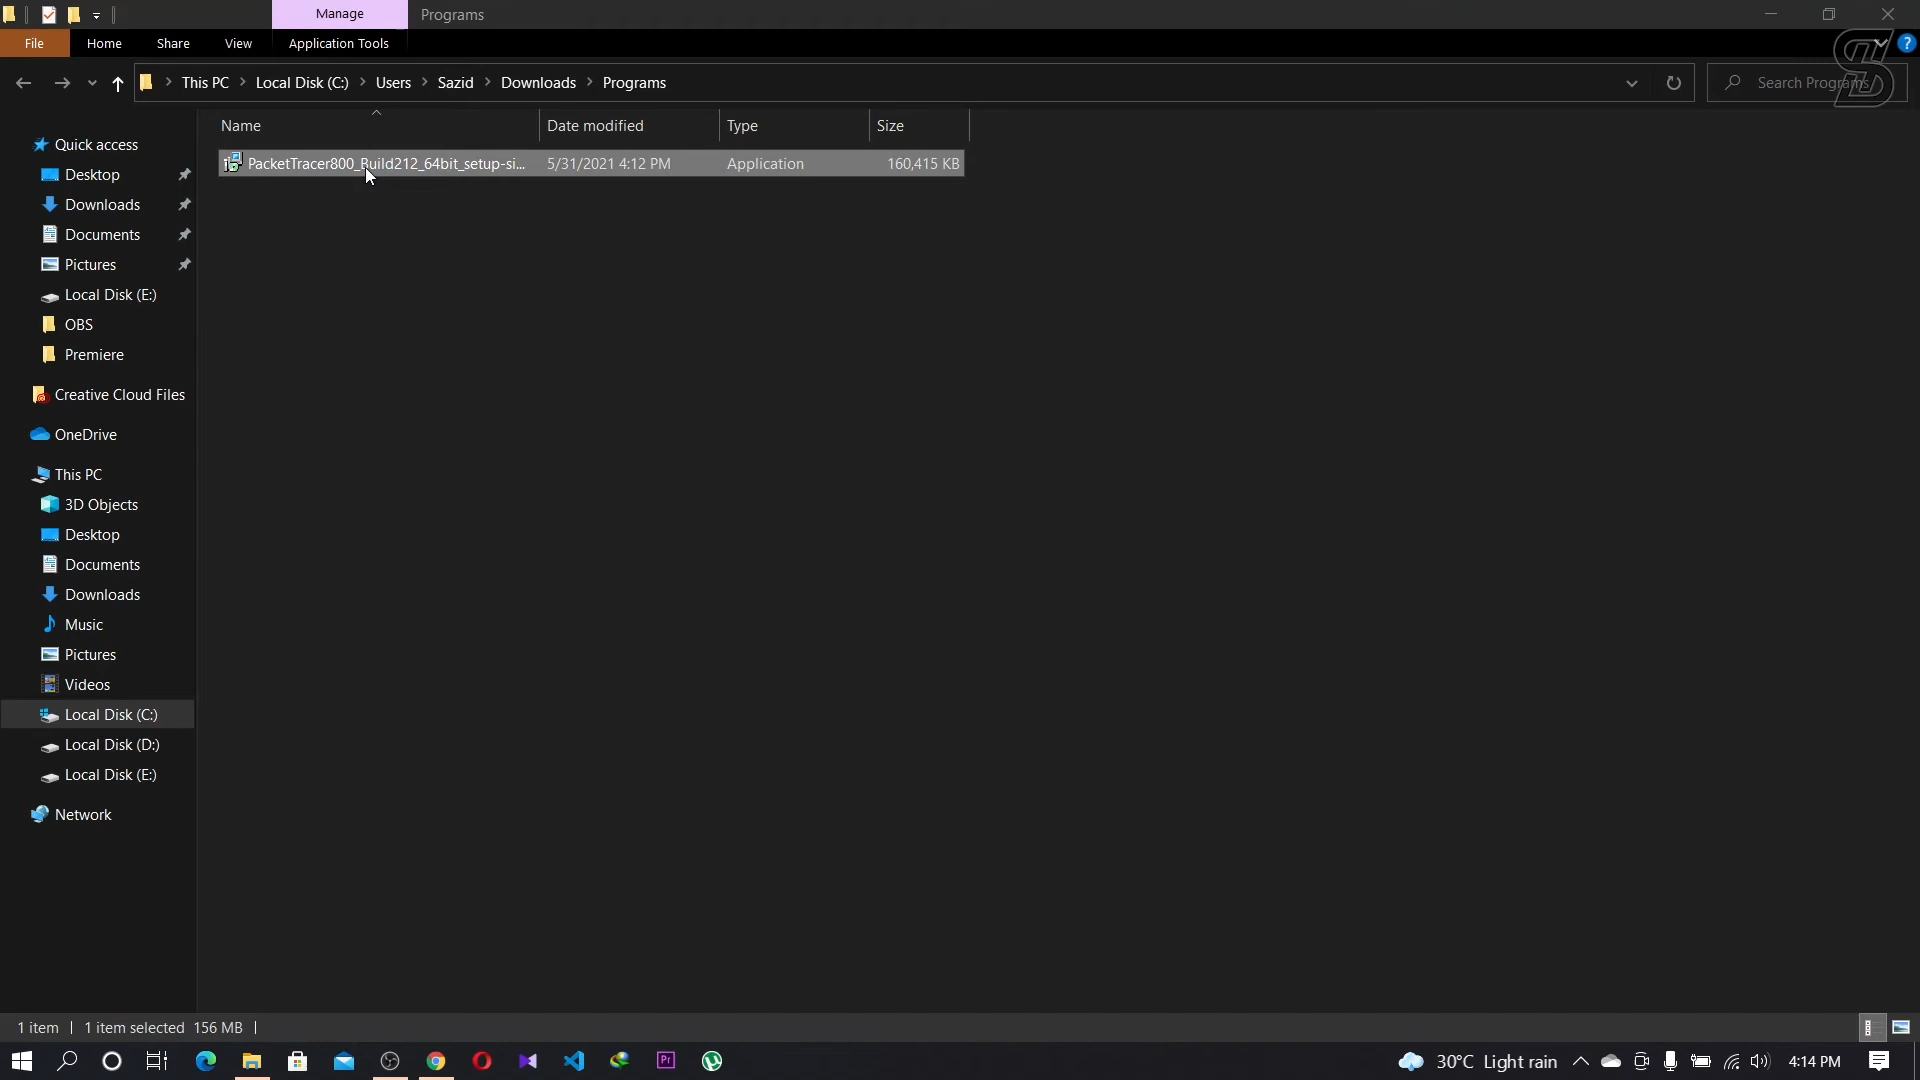 Manage
Programs
File
Home
Share
View
Application Tools
This PC
Local Disk (C:)
Users
Sazid
Downloads
Programs
Search Programs
Name
Date modified
Type
Size
PacketTracer800_Build212_64bit_setup-si...
5/31/2021 4:12 PM
Application
160,415 KB
Quick access
Desktop
Downloads
Documents
Pictures
Local Disk (E:)
OBS
Premiere
Creative Cloud Files
OneDrive
This PC
3D Objects
Desktop
Documents
Downloads
Music
Pictures
Videos
Local Disk (C:)
Local Disk (D:)
Local Disk (E:)
Network
1 item
1 item selected 156 MB
Pr
30°C Light rain
4:14 PM